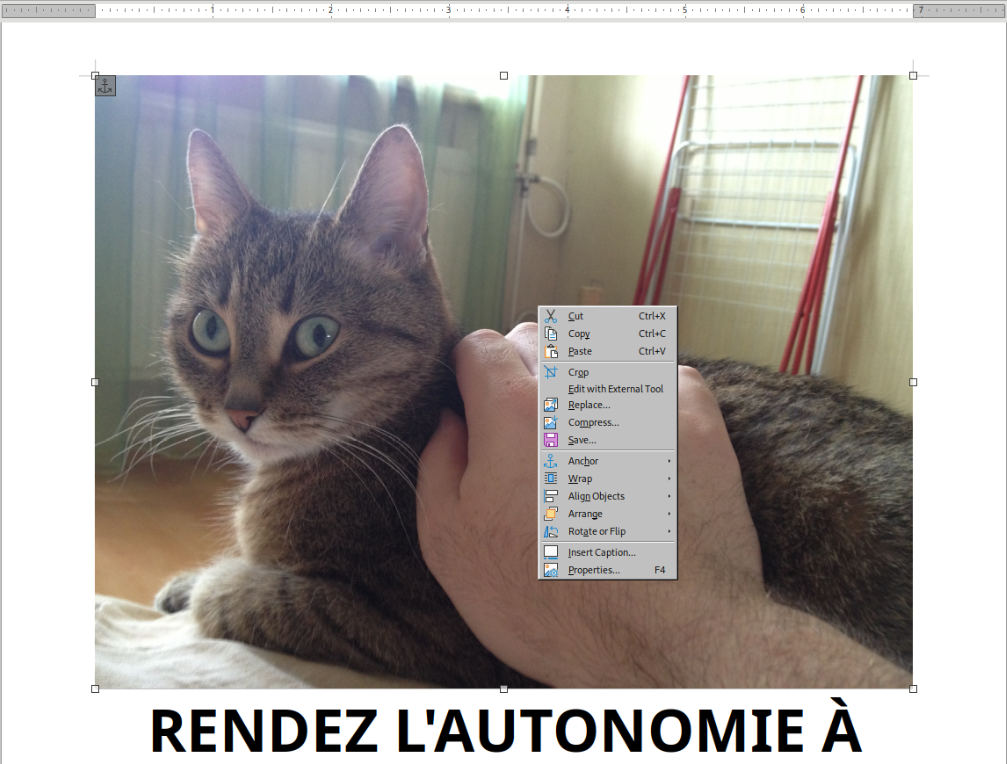 1 2 3 4 5 6 7
Cut Ctrl+X
Copy Ctrl+C
Paste Ctrl+V
Crop
Edit with External Tool
Replace...
Compress...
Save...
Anchor
Wrap
Align Objects
Arrange
Rotate or Flip
Insert Caption...
Properties... F4
RENDEZ L'AUTONOMIE À